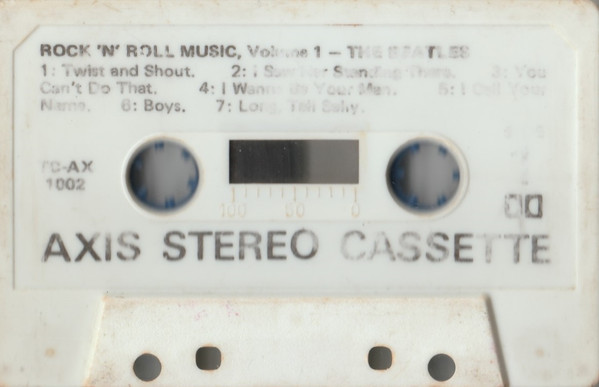 ROCK 'N' ROLL MUSIC, Volume 1 – THE BEATLES
1: Twist and Shout. 2: I Saw Her Standing There. 3: You
Can't Do That. 4: I Wanna Be Your Man. 5: I Call Your
Name. 6: Boys. 7: Long Tall Sally.
TC-AX
1002
100 50 0
AXIS STEREO CASSETTE